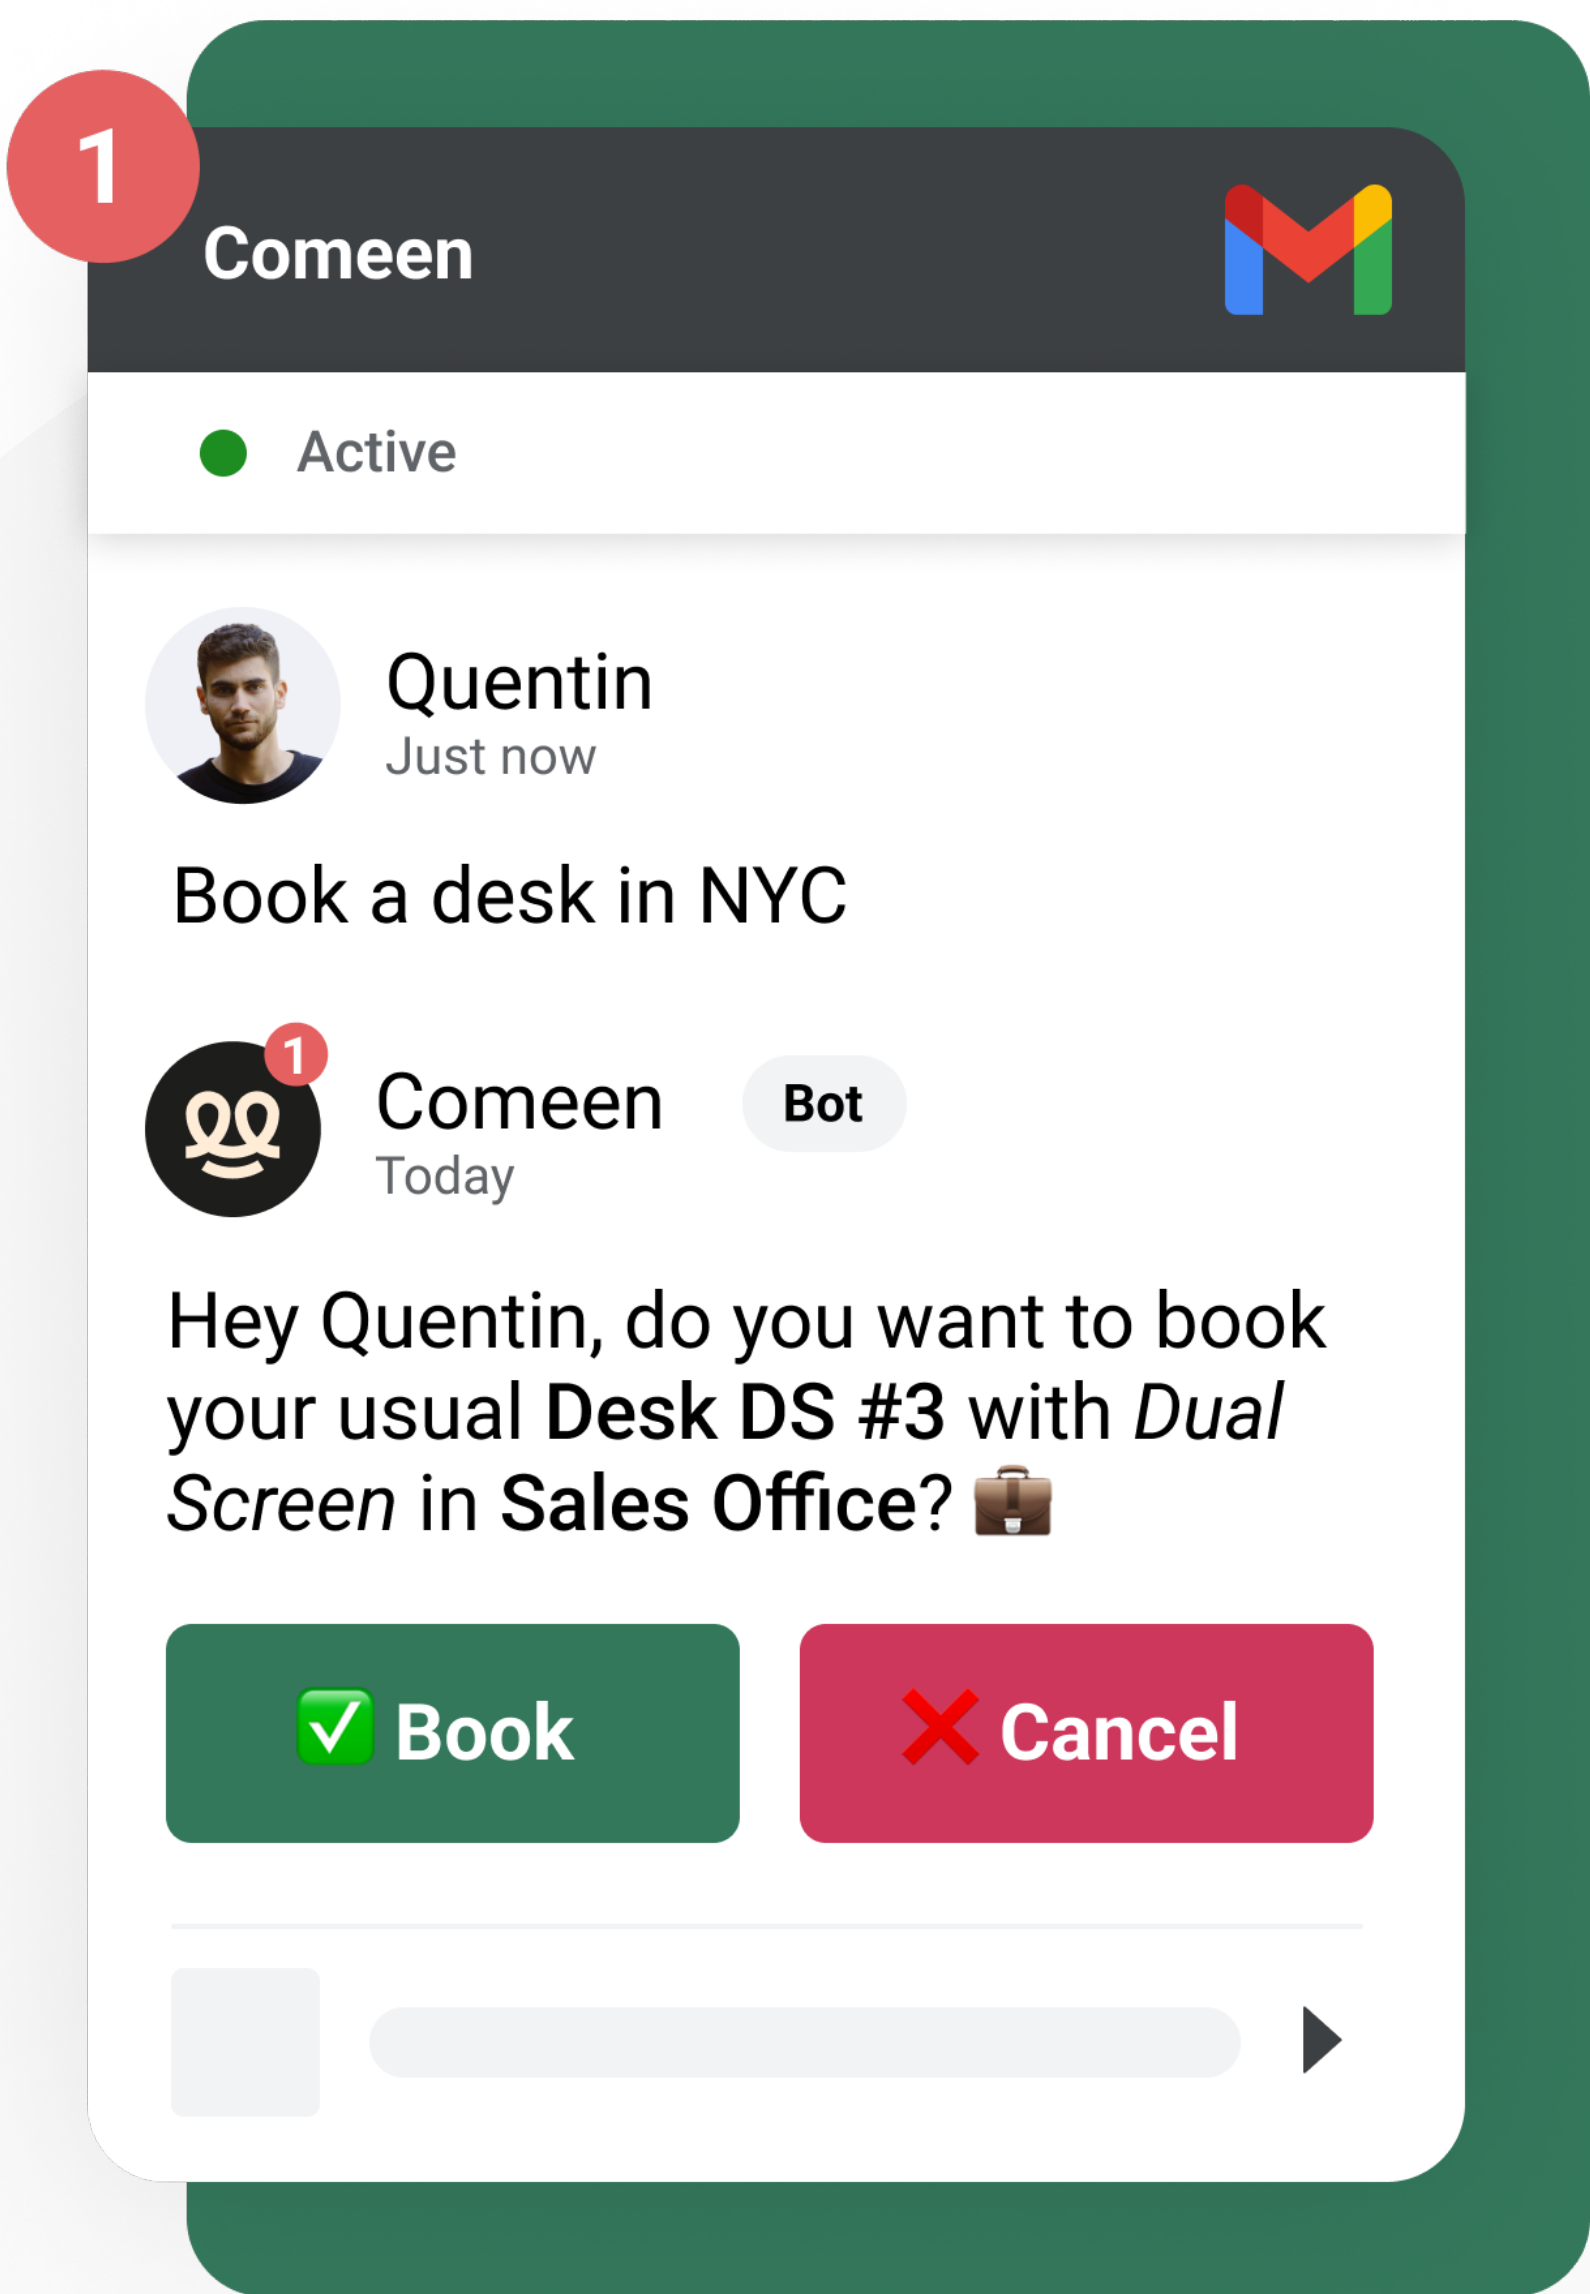 1
Comeen
Active
Quentin
Just now
Book a desk in NYC
1
Comeen Bot
Today
Hey Quentin, do you want to book
your usual Desk DS #3 with Dual
Screen in Sales Office? 💼
✅ Book ❌ Cancel